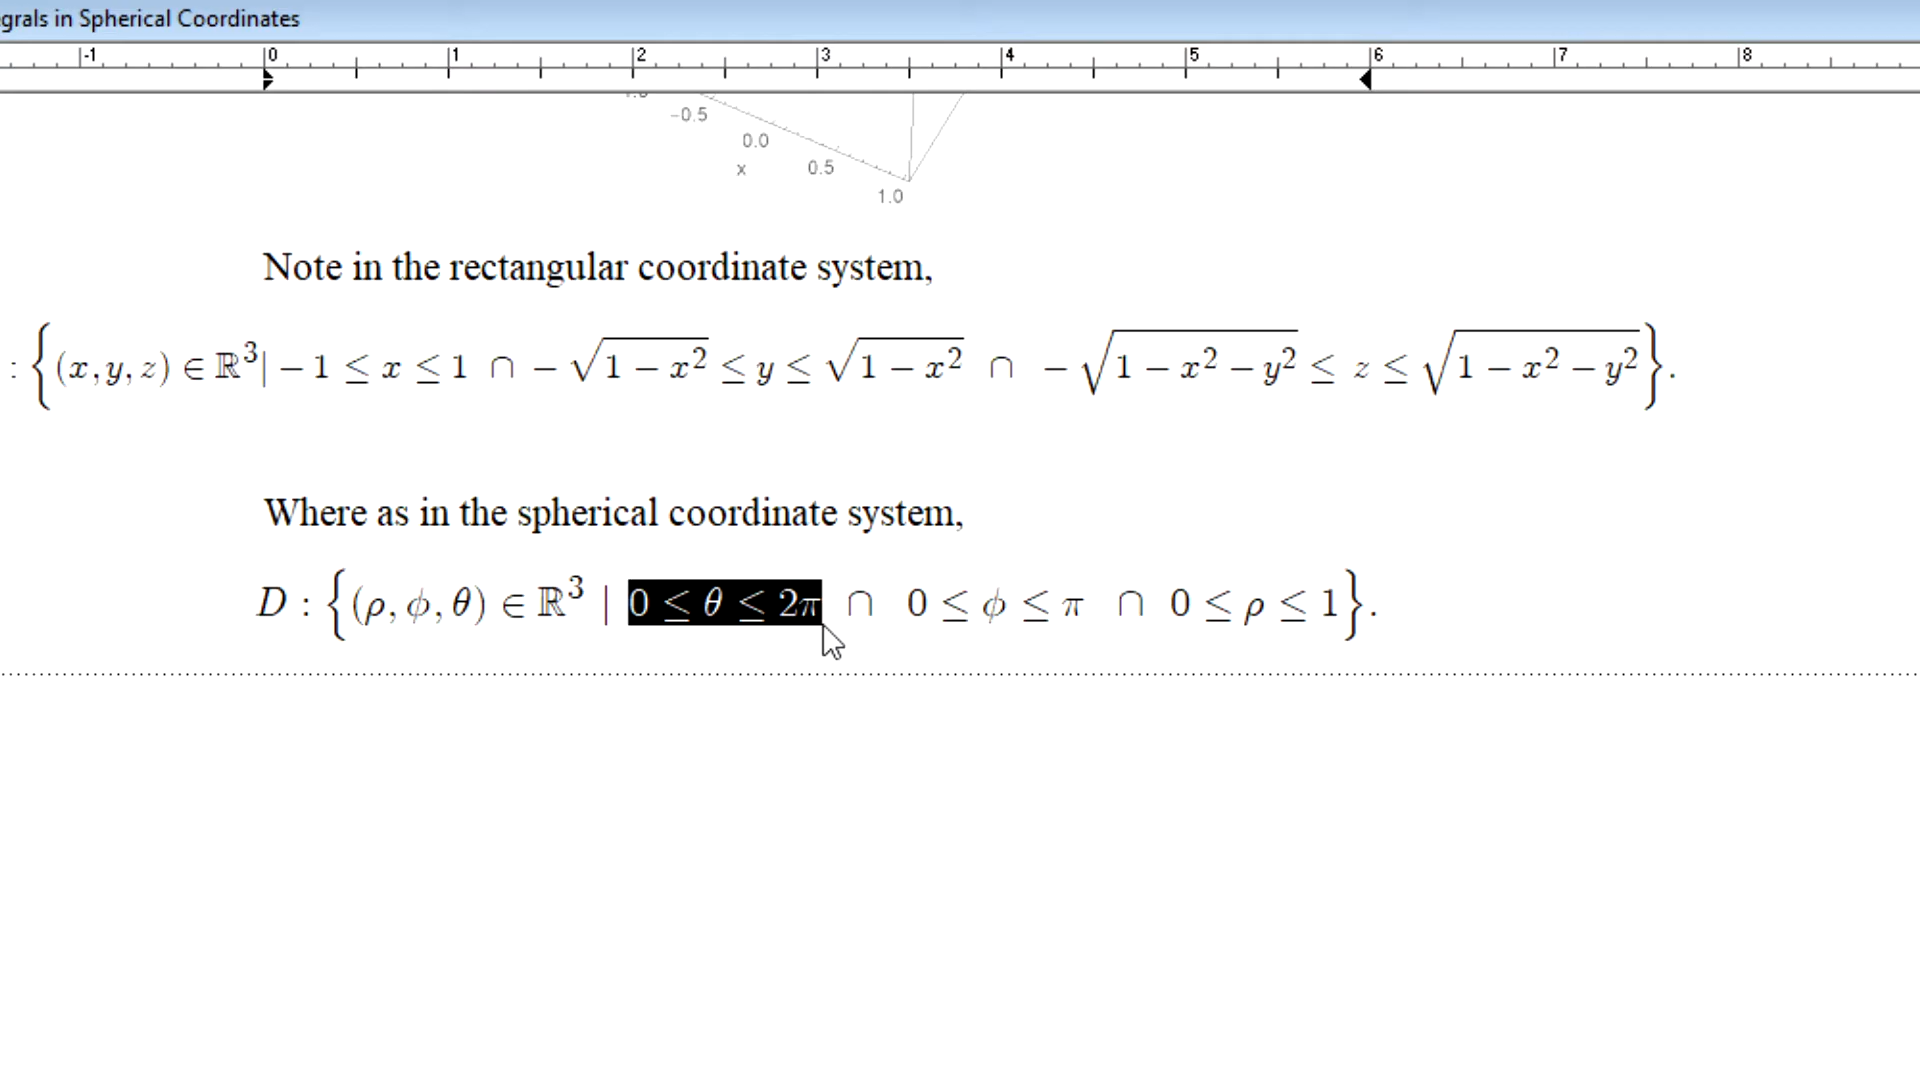 grals in Spherical Coordinates
-1 0 1 2 3 4 5 6 7 8
-0.5
0.0
x 0.5
1.0
Note in the rectangular coordinate system,
: {(x, y, z) ∈ ℝ³| − 1 ≤ x ≤ 1 ∩ − √(1 − x²) ≤ y ≤ √(1 − x²) ∩ − √(1 − x² − y²) ≤ z ≤ √(1 − x² − y²)}.
Where as in the spherical coordinate system,
D : {(ρ, ϕ, θ) ∈ ℝ³ | 0 ≤ θ ≤ 2π ∩ 0 ≤ ϕ ≤ π ∩ 0 ≤ ρ ≤ 1}.